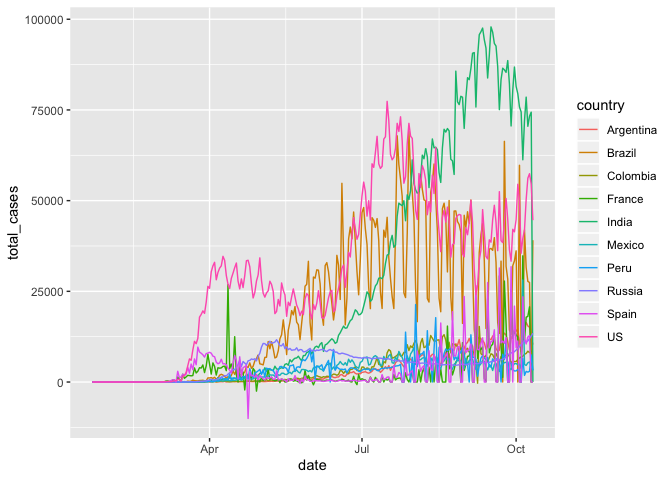 100000
75000
50000
25000
0
total_cases
Apr
Jul
Oct
date
country
Argentina
Brazil
Colombia
France
India
Mexico
Peru
Russia
Spain
US